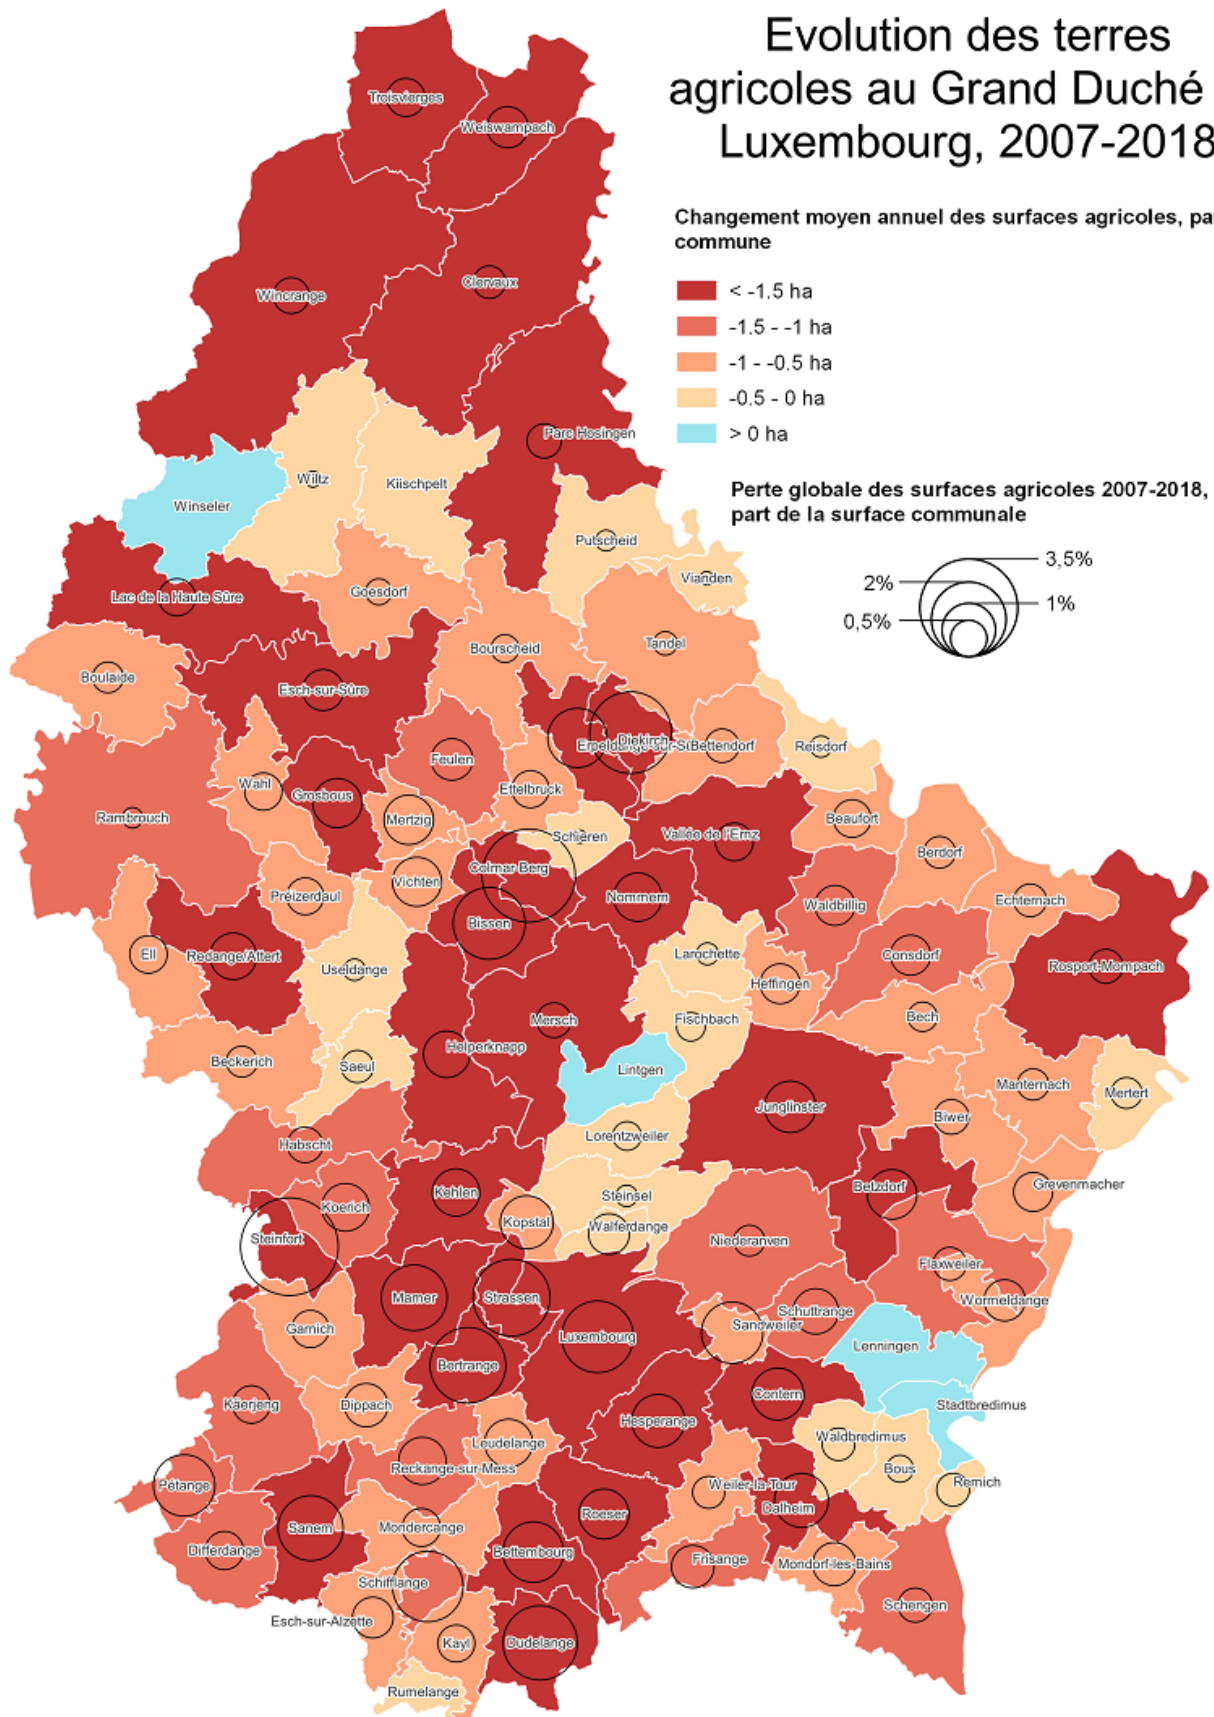 Evolution des terres
agricoles au Grand Duché
Luxembourg, 2007-2018
Changement moyen annuel des surfaces agricoles, pa
commune
< -1.5 ha
-1.5 - -1 ha
-1 - -0.5 ha
-0.5 - 0 ha
> 0 ha
Perte globale des surfaces agricoles 2007-2018,
part de la surface communale
3,5%
2%
1%
0,5%
Troisvierges
Weiswampach
Clervaux
Wincrange
Parc Hosingen
Wiltz
Kiischpelt
Winseler
Putscheid
Vianden
Goesdorf
Lac de la Haute Sûre
Tandel
Bourscheid
Boulaide
Esch-sur-Sûre
Diekirch
Erpeldange-sur-Sû
Bettendorf
Reisdorf
Feulen
Wahl
Ettelbruck
Grosbous
Rambrouch
Mertzig
Beaufort
Vallée de l'Ernz
Schieren
Berdorf
Colmar-Berg
Vichten
Préizerdaul
Nommern
Echternach
Waldbillig
Bissen
Larochette
Ell
Redange/Attert
Consdorf
Useldange
Rosport-Mompach
Heffingen
Bech
Mersch
Fischbach
Helperknapp
Beckerich
Saeul
Lintgen
Manternach
Mertert
Junglinster
Biwer
Lorentzweiler
Habscht
Grevenmacher
Betzdorf
Kehlen
Steinsel
Koerich
Kopstal
Walferdange
Steinfort
Niederanven
Flaxweiler
Mamer
Strassen
Wormeldange
Schuttrange
Sandweiler
Garnich
Luxembourg
Lenningen
Bertrange
Contern
Käerjeng
Dippach
Stadtbredimus
Hesperange
Waldbredimus
Leudelange
Reckange-sur-Mess
Bous
Remich
Pétange
Weiler-la-Tour
Dalheim
Roeser
Sanem
Mondercange
Differdange
Bettembourg
Frisange
Mondorf-les-Bains
Schifflange
Schengen
Esch-sur-Alzette
Kayl
Dudelange
Rumelange